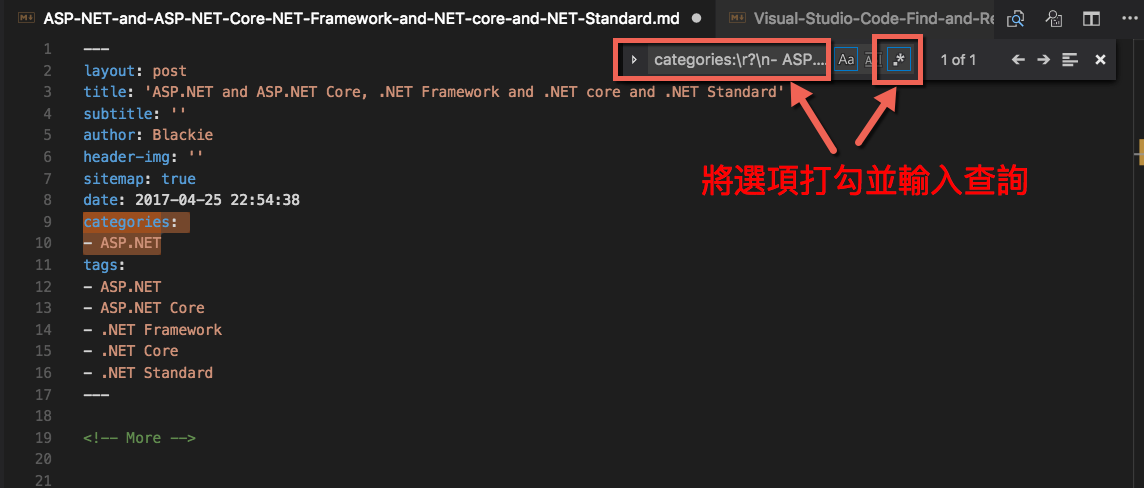 ASP-NET-and-ASP-NET-Core-NET-Framework-and-NET-core-and-NET-Standard.md
Visual-Studio-Code-Find-and-Re
categories:\r?\n- ASP.... Aa .* 1 of 1
1 ---
2 layout: post
3 title: 'ASP.NET and ASP.NET Core, .NET Framework and .NET core and .NET Standard'
4 subtitle: ''
5 author: Blackie
6 header-img: ''
7 sitemap: true
將選項打勾並輸入查詢
8 date: 2017-04-25 22:54:38
9 categories:
10 - ASP.NET
11 tags:
12 - ASP.NET
13 - ASP.NET Core
14 - .NET Framework
15 - .NET Core
16 - .NET Standard
17 ---
18
19 <!-- More -->
20
21